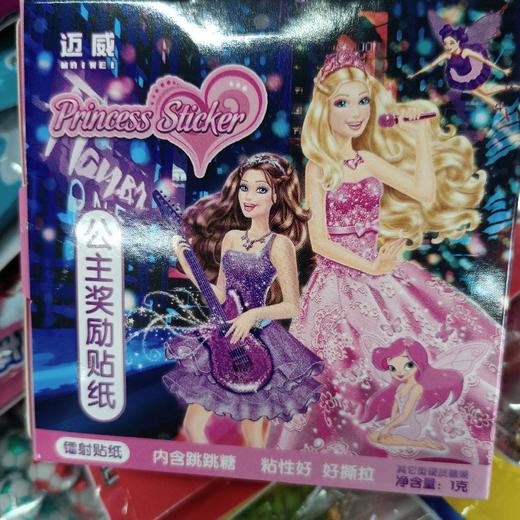 迈威
MAIWEI
Princess Sticker
公主奖励贴纸
镭射贴纸
内含跳跳糖
粘性好 好撕拉
净含量：1克